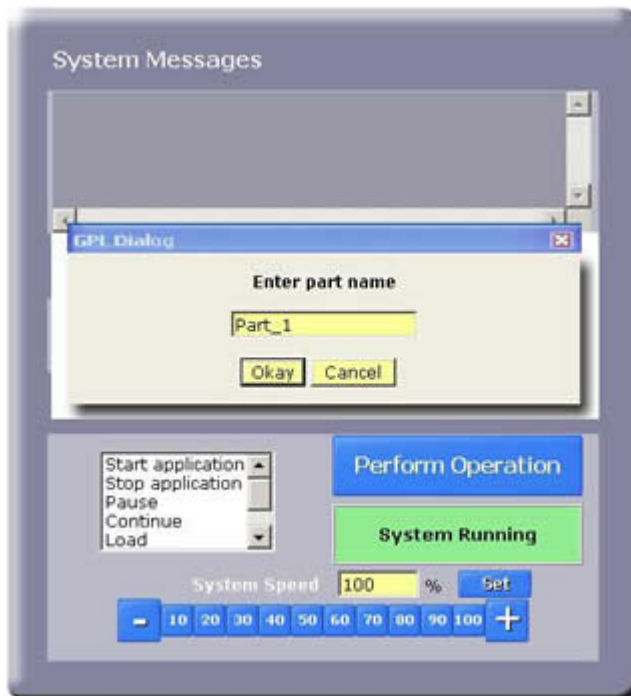 System Messages
GPL Dialog
Enter part name
Part_1
Okay Cancel
Start application
Stop application
Pause
Continue
Load
Perform Operation
System Running
System Speed 100 % Set
- 10 20 30 40 50 60 70 80 90 100 +